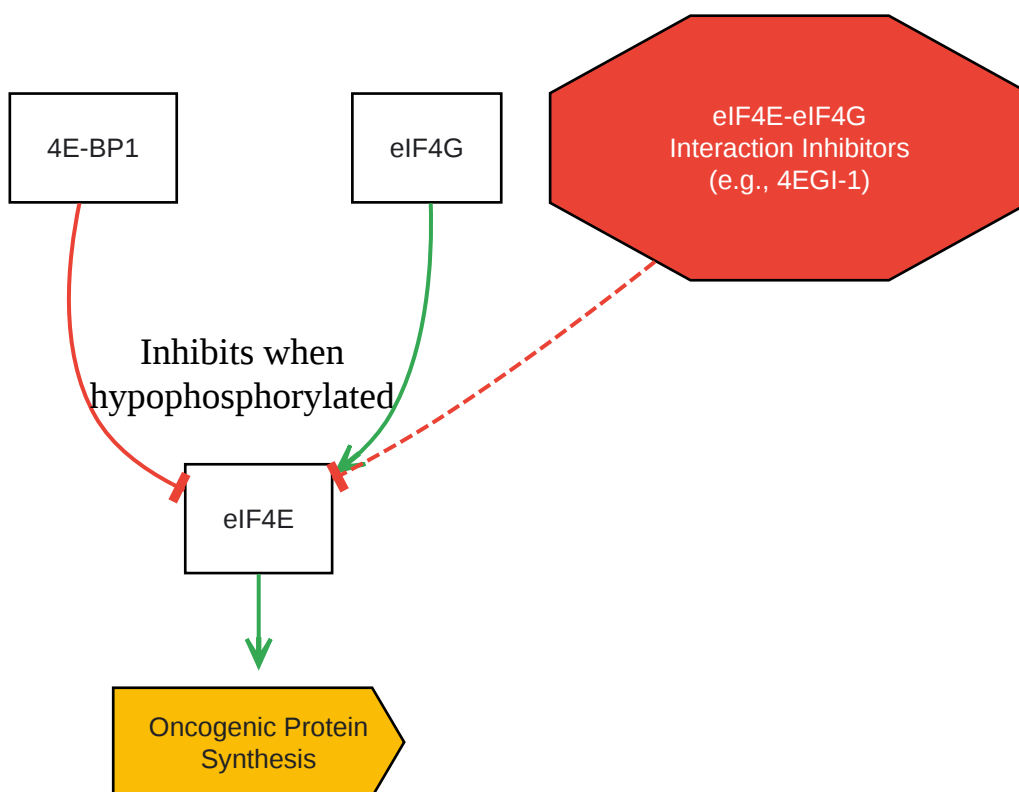 4E-BP1
eIF4G
eIF4E-eIF4G
Interaction Inhibitors
(e.g., 4EGI-1)
Inhibits when
hypophosphorylated
eIF4E
Oncogenic Protein
Synthesis